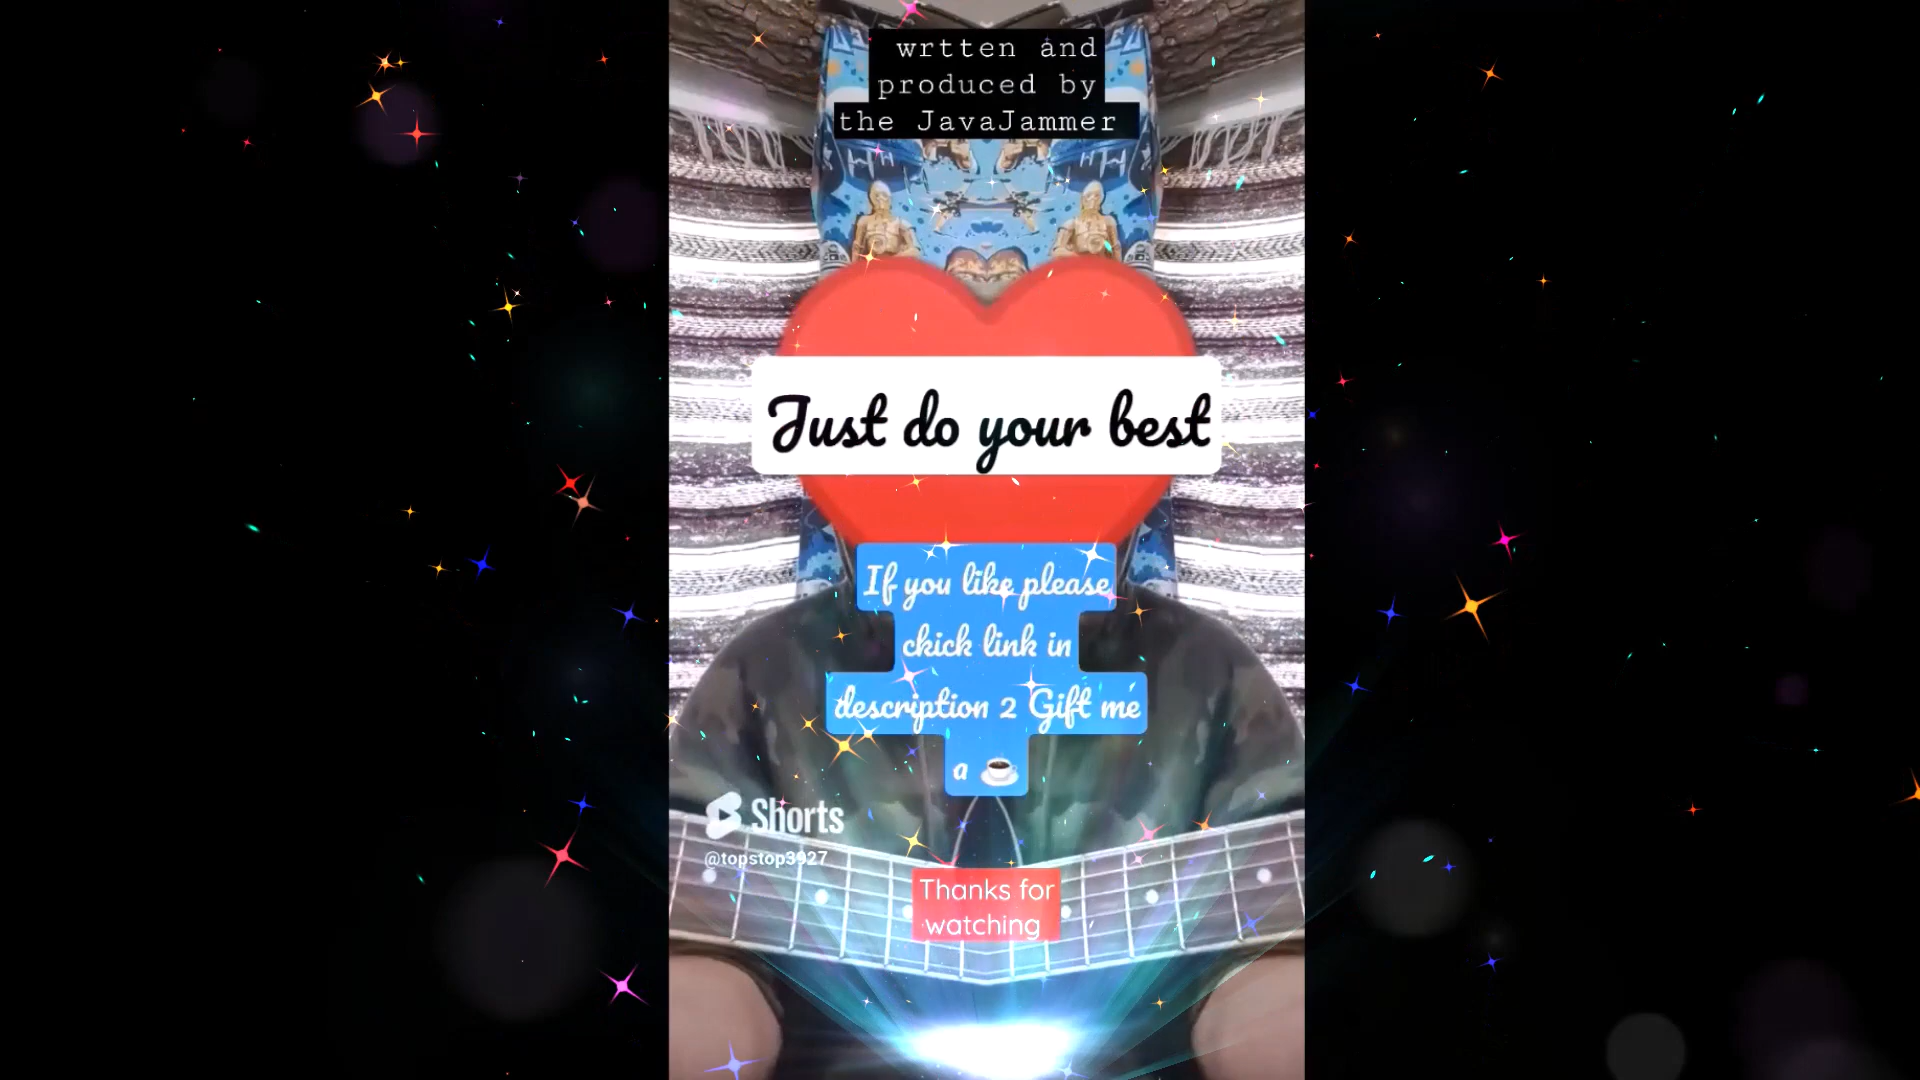 wrtten and
produced by
the JavaJammer
Just do your best
If you like please
ckick link in
description 2 Gift me
a ☕
Shorts
@topstop3927
Thanks for
watching